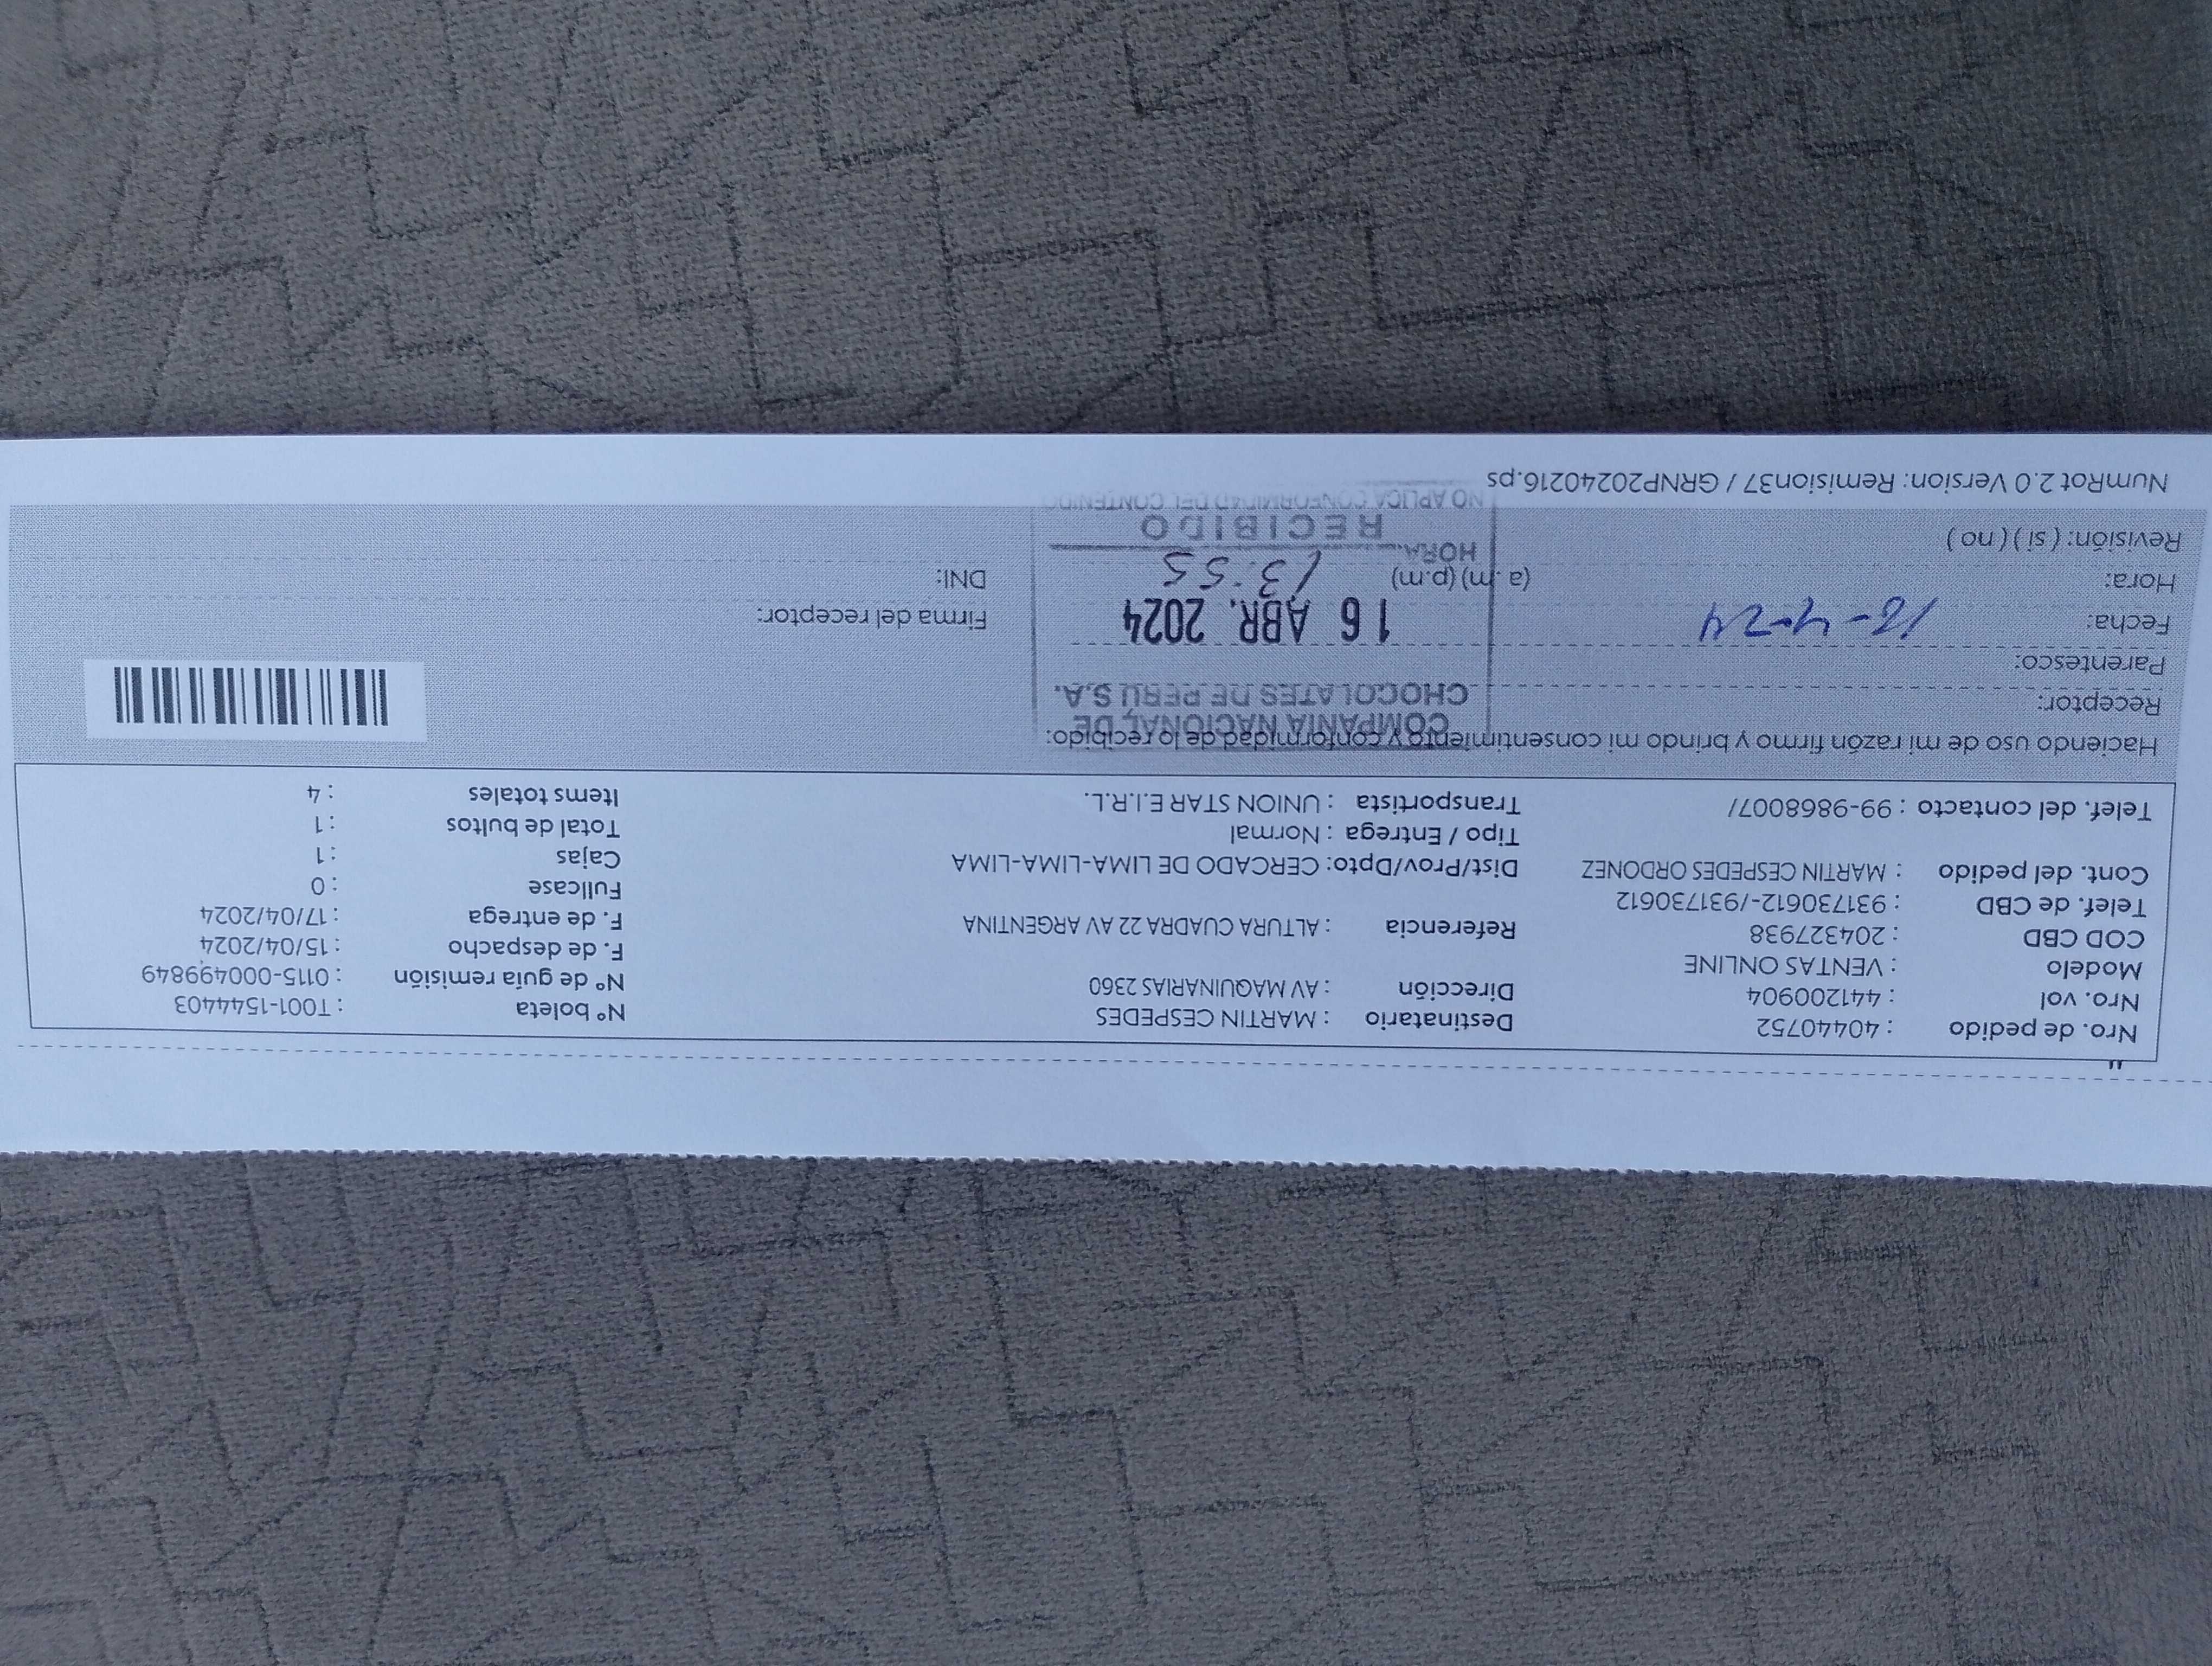 Nro. de pedido : 40440752 Destinatario : MARTIN CESPEDES N° boleta : T001-1544403
Nro. vol : 441200904 Dirección : AV MAQUINARIAS 2360 N° de guía remisión : 0115-000499849
Modelo : VENTAS ONLINE F. de despacho : 15/04/2024
COD CBD : 204327938 Referencia : ALTURA CUADRA 22 AV ARGENTINA F. de entrega : 17/04/2024
Telef. de CBD : 931730612-/931730612 Fullcase : 0
Cont. del pedido : MARTIN CESPEDES ORDONEZ Dist/Prov/Dpto: CERCADO DE LIMA-LIMA-LIMA Cajas : 1
Tipo / Entrega : Normal Total de bultos : 1
Telef. del contacto : 99-9868007/ Transportista : UNION STAR E.I.R.L. Items totales : 4
Haciendo uso de mi razón firmo y brindo mi consentimiento y conformidad de lo recibido:
COMPAÑIA NACIONAL DE
CHOCOLATES DE PERU S.A.
Receptor:
Parentesco:
Fecha: 16 ABR. 2024 Firma del receptor:
Hora: (a.m) (p.m) 13:55 DNI:
HORA:
RECIBIDO
Revisión: ( si ) ( no )
NO APLICA CONFORMIDAD DEL CONTENIDO
NumRot 2.0 Version: Remision37 / GRNP20240216.ps